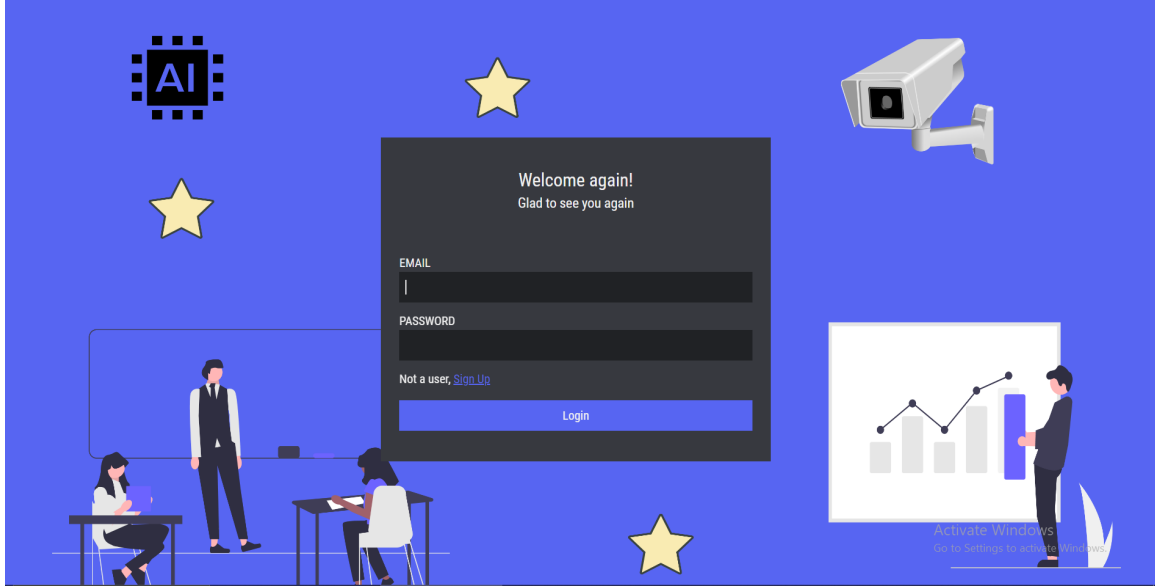 AI
Welcome again!
Glad to see you again
EMAIL
PASSWORD
Not a user, Sign Up
Login
Activate Windows
Go to Settings to activate Windows.